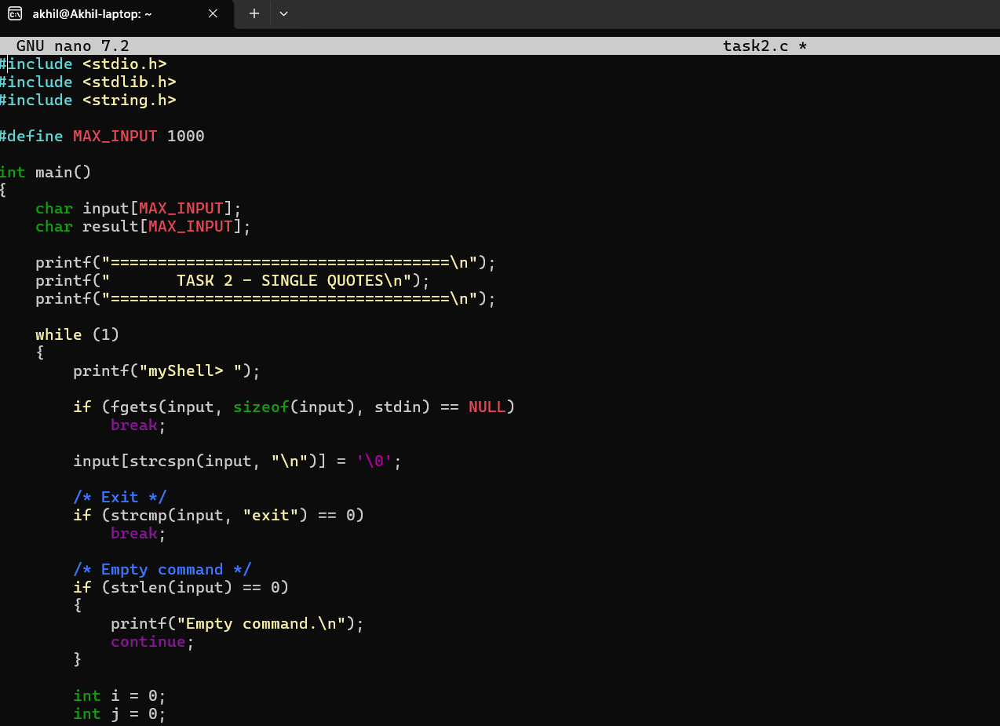 akhil@Akhil-laptop: ~
GNU nano 7.2 task2.c *
#include <stdio.h>
#include <stdlib.h>
#include <string.h>

#define MAX_INPUT 1000

int main()
{
    char input[MAX_INPUT];
    char result[MAX_INPUT];

    printf("====================================\n");
    printf("       TASK 2 - SINGLE QUOTES\n");
    printf("====================================\n");

    while (1)
    {
        printf("myShell> ");

        if (fgets(input, sizeof(input), stdin) == NULL)
            break;

        input[strcspn(input, "\n")] = '\0';

        /* Exit */
        if (strcmp(input, "exit") == 0)
            break;

        /* Empty command */
        if (strlen(input) == 0)
        {
            printf("Empty command.\n");
            continue;
        }

        int i = 0;
        int j = 0;